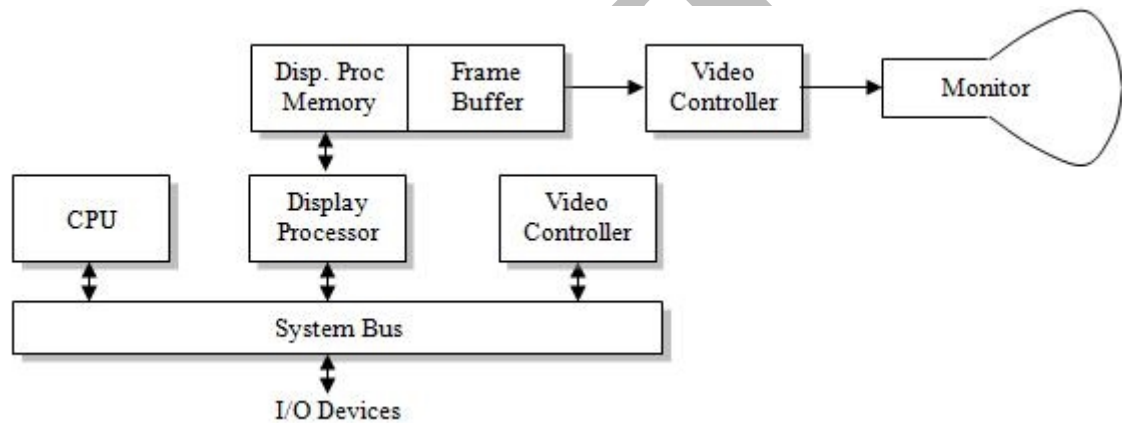 Disp. Proc
Memory
Frame
Buffer
Video
Controller
Monitor
CPU
Display
Processor
Video
Controller
System Bus
I/O Devices